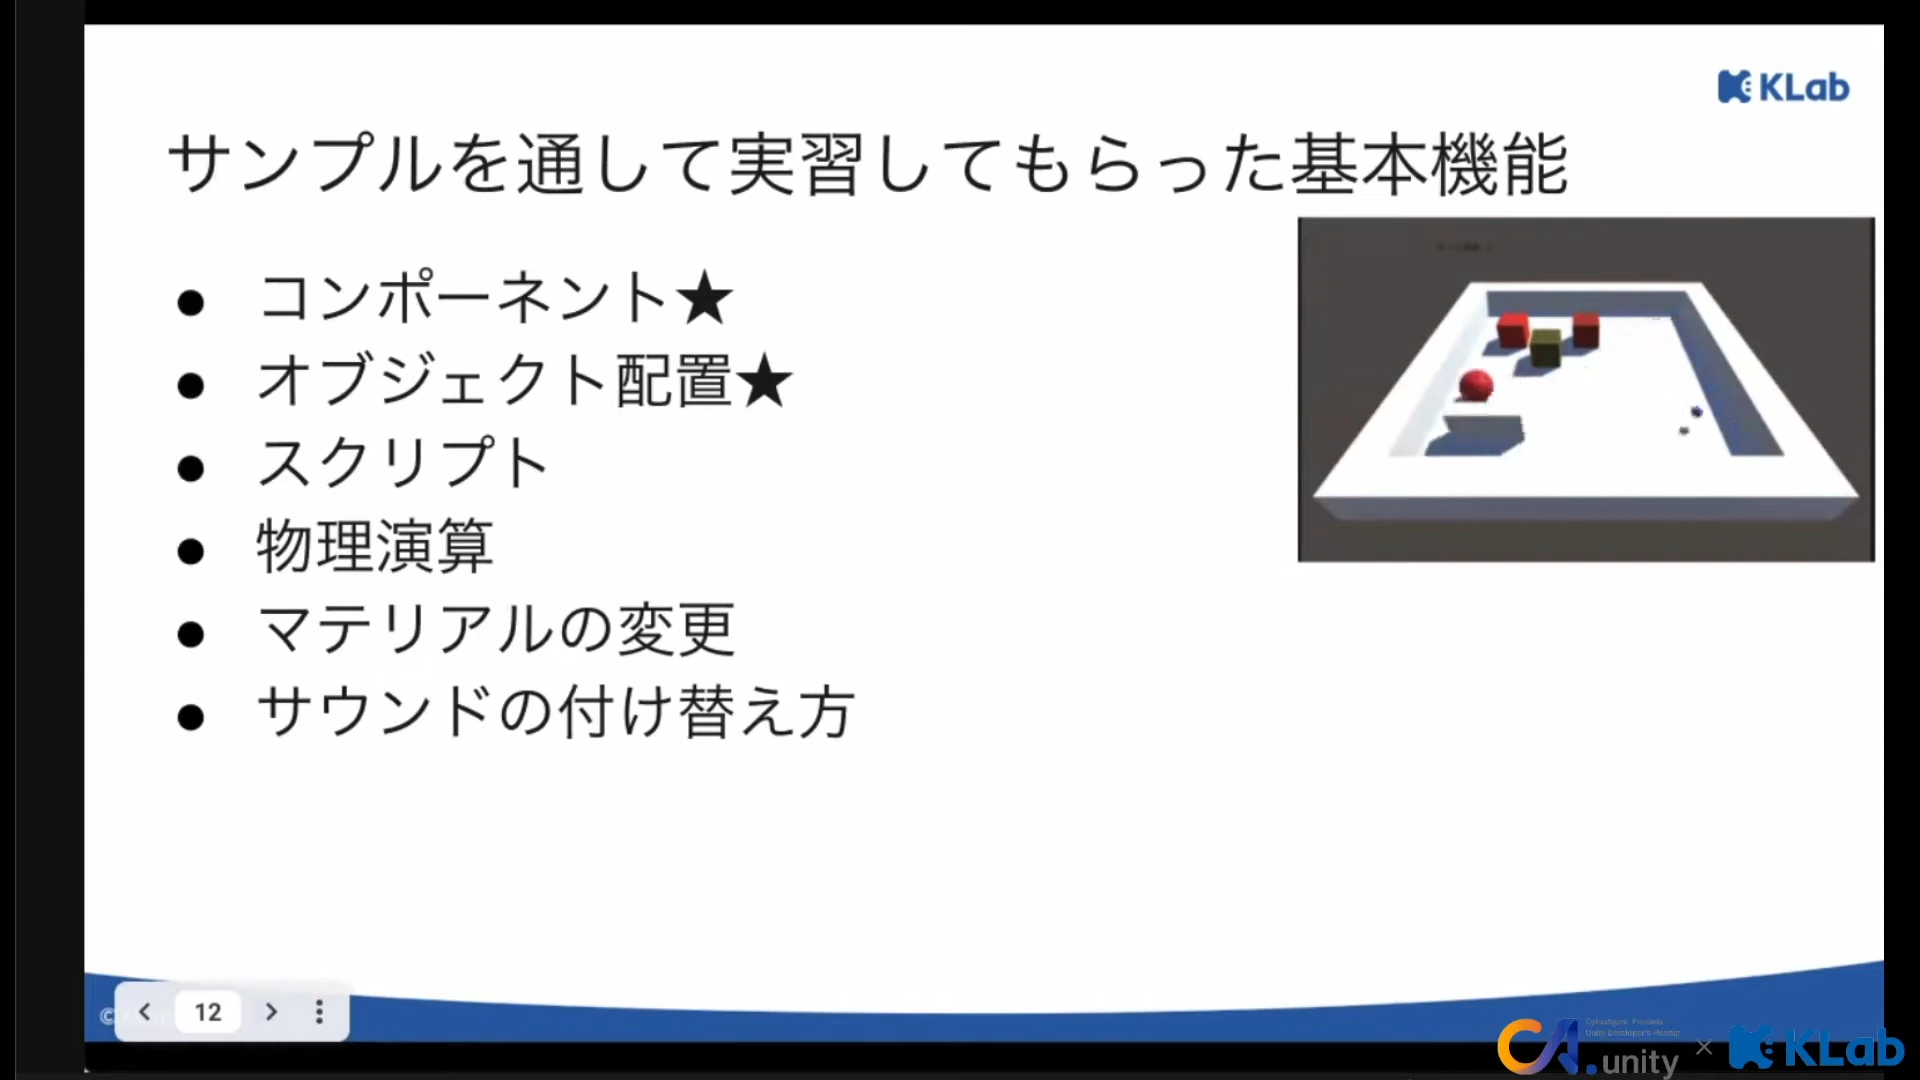 KLab
サンプルを通して実習してもらった基本機能
● コンポーネント★
● オブジェクト配置★
● スクリプト
● 物理演算
● マテリアルの変更
● サウンドの付け替え方
12
CA.unity × KLab